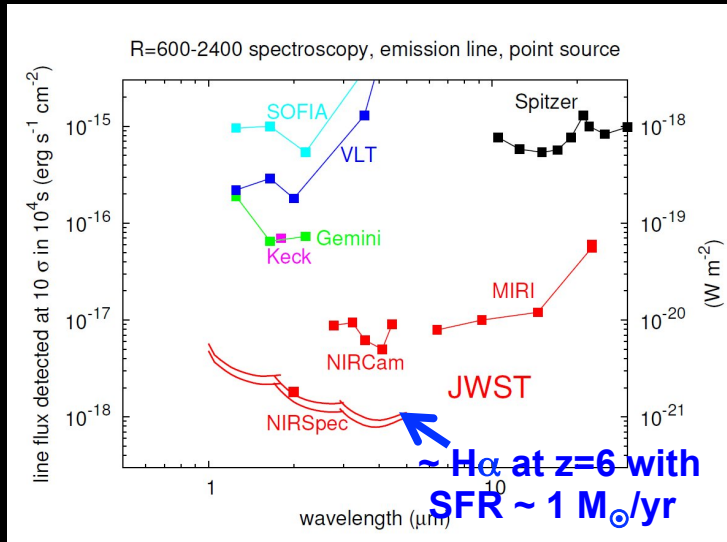 R=600-2400 spectroscopy, emission line, point source
line flux detected at 10 σ in 10⁴ s (erg s⁻¹ cm⁻²)
10⁻¹⁵
10⁻¹⁶
10⁻¹⁷
10⁻¹⁸
SOFIA
VLT
Gemini
Keck
Spitzer
MIRI
NIRCam
JWST
NIRSpec
10⁻¹⁸
10⁻¹⁹
10⁻²⁰
10⁻²¹
(W m⁻²)
1
10
wavelength (μm)
~ Hα at z=6 with
SFR ~ 1 M☉/yr